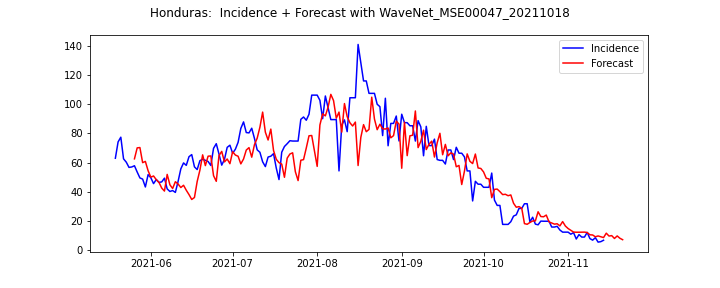 Honduras:  Incidence + Forecast with WaveNet_MSE00047_20211018
Incidence
Forecast
140
120
100
80
60
40
20
0
2021-06 2021-07 2021-08 2021-09 2021-10 2021-11